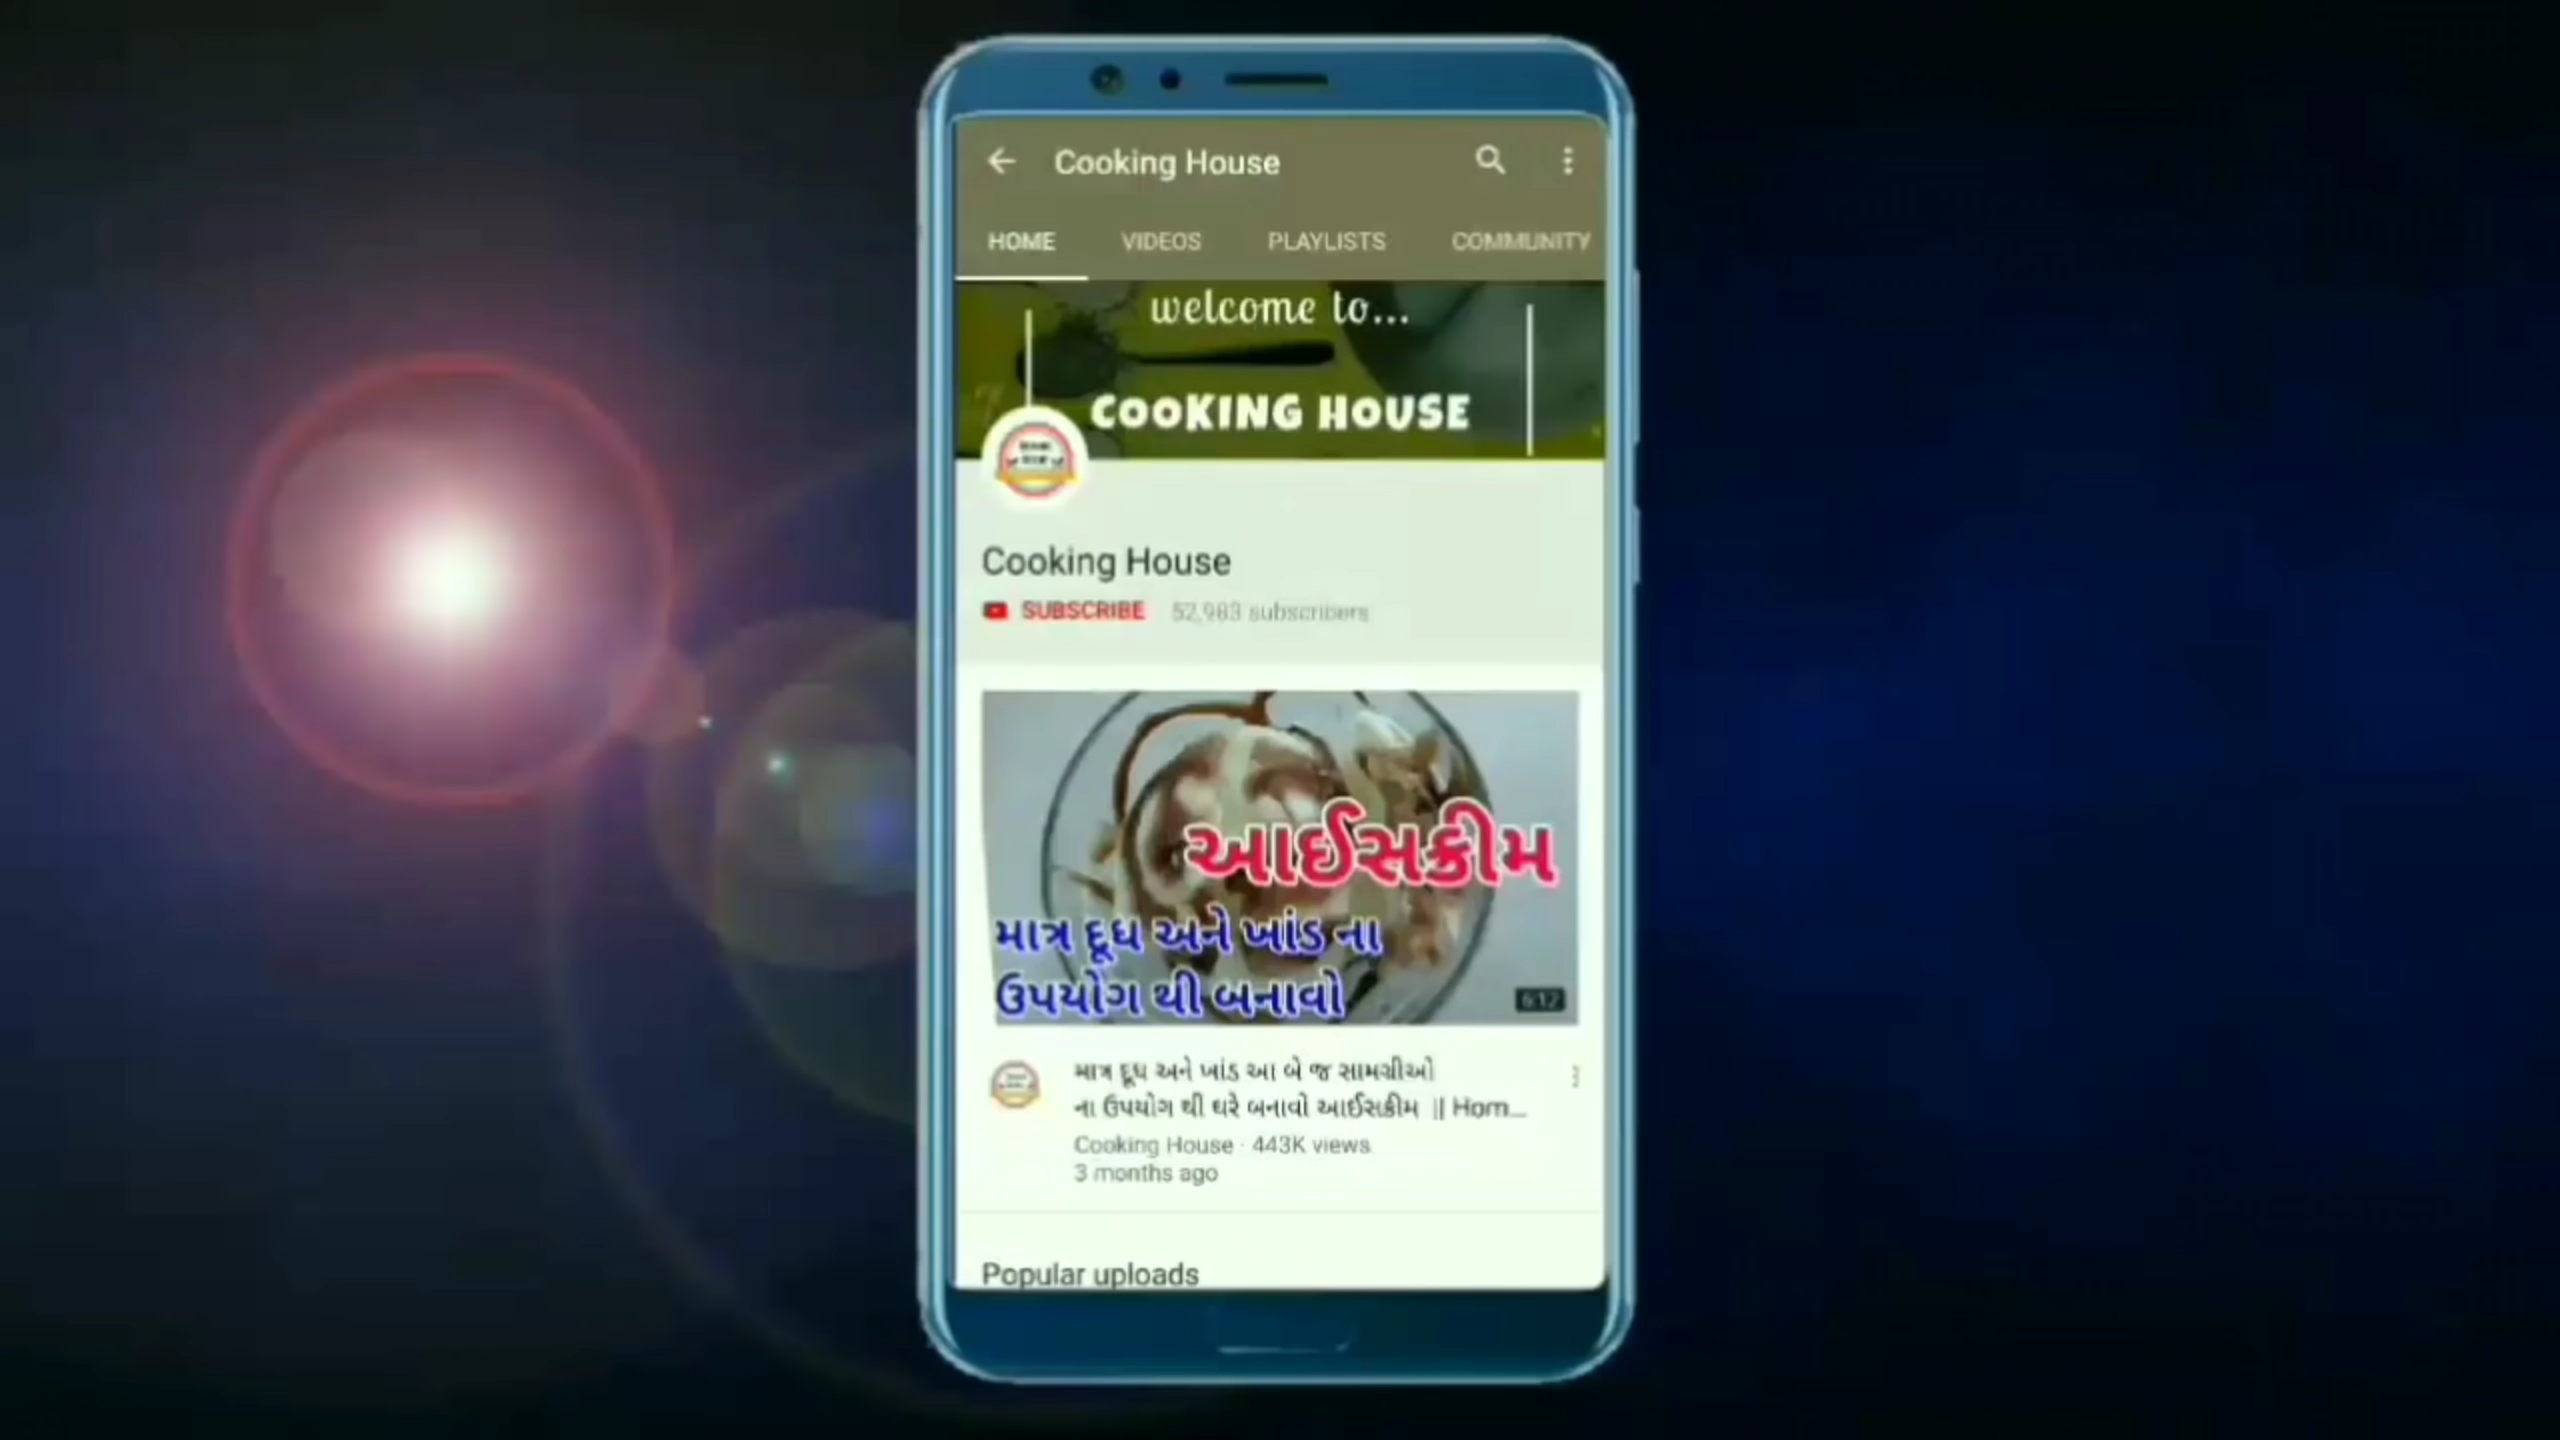 Cooking House
HOME VIDEOS PLAYLISTS COMMUNITY
welcome to...
COOKING HOUSE
Cooking House
SUBSCRIBE 52,983 subscribers
આઈસક્રીમ
માત્ર દૂધ અને ખાંડ ના
ઉપયોગ થી બનાવો
6:12
માત્ર દૂધ અને ખાંડ આ બે જ સામગ્રીઓ
ના ઉપયોગ થી ઘરે બનાવો આઈસક્રીમ || Hom...
Cooking House · 443K views
3 months ago
Popular uploads